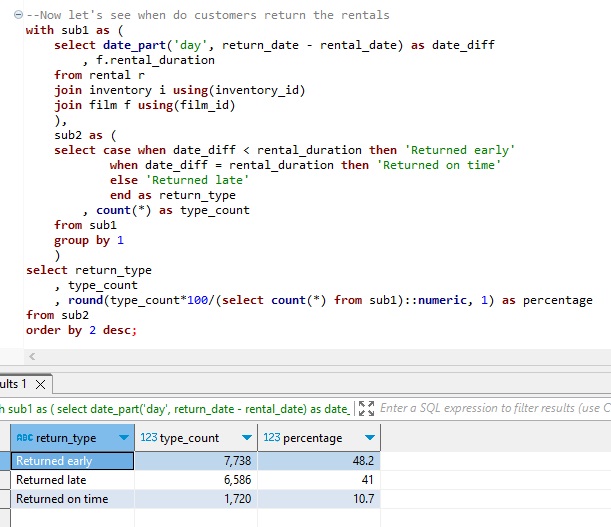 --Now let's see when do customers return the rentals
with sub1 as (
select date_part('day', return_date - rental_date) as date_diff
, f.rental_duration
from rental r
join inventory i using(inventory_id)
join film f using(film_id)
),
sub2 as (
select case when date_diff < rental_duration then 'Returned early'
when date_diff = rental_duration then 'Returned on time'
else 'Returned late'
end as return_type
, count(*) as type_count
from sub1
group by 1
)
select return_type
, type_count
, round(type_count*100/(select count(*) from sub1)::numeric, 1) as percentage
from sub2
order by 2 desc;
ults 1
h sub1 as ( select date_part('day', return_date - rental_date) as date_ Enter a SQL expression to filter results (use C
ABC return_type 123 type_count 123 percentage
Returned early 7,738 48.2
Returned late 6,586 41
Returned on time 1,720 10.7